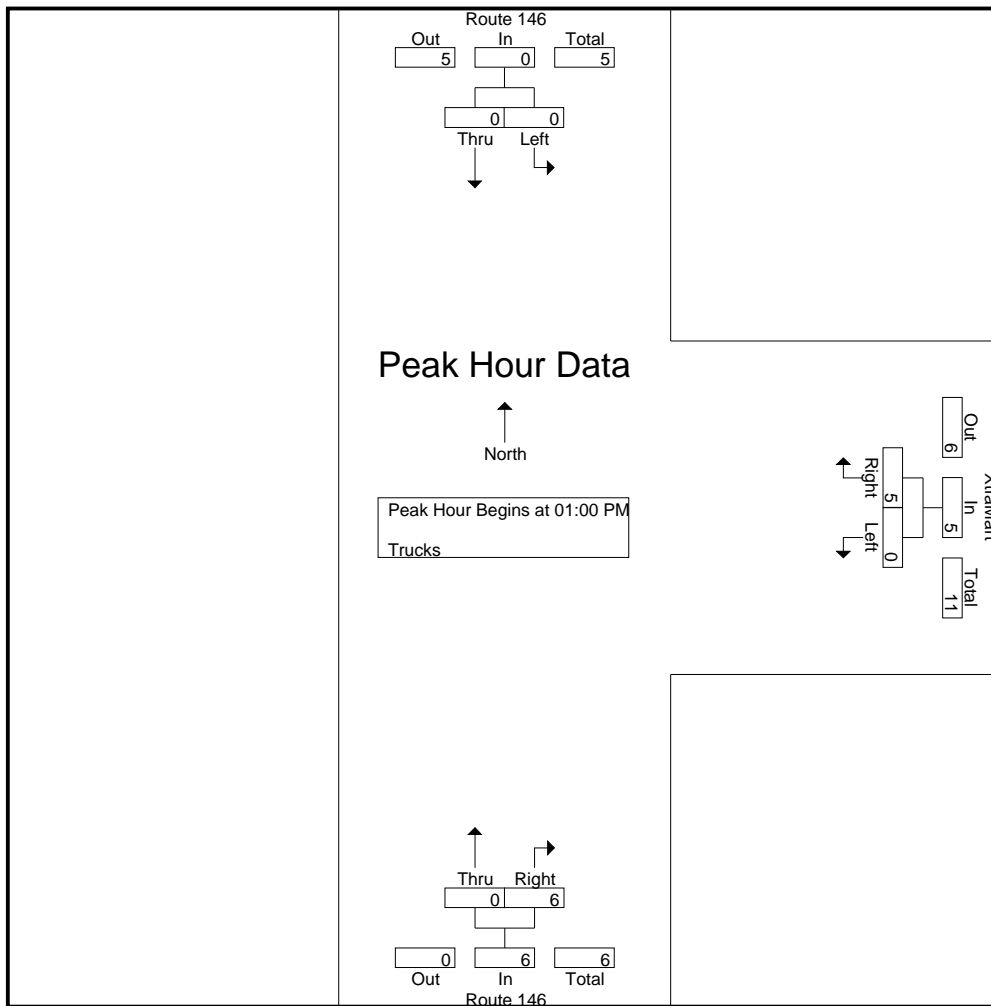 Route 146
Out In Total
5 0 5
0 0
Thru Left
Peak Hour Data
North
Peak Hour Begins at 01:00 PM
Trucks
Out In Total
6 5 11
Right Left
5 0
Thru Right
0 6
0 6 6
Out In Total
Route 146